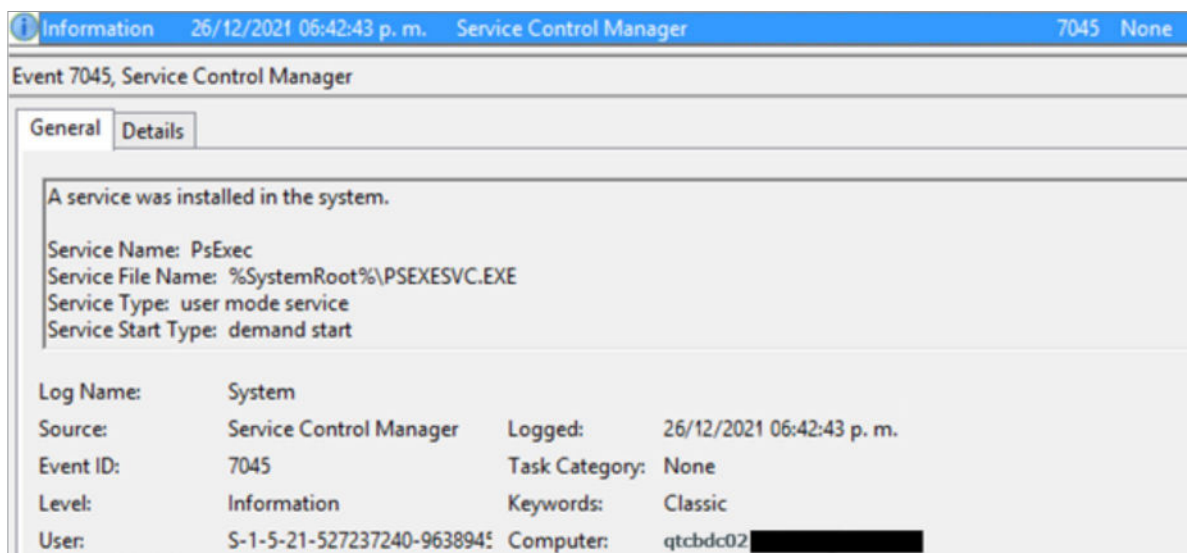 Information 26/12/2021 06:42:43 p. m. Service Control Manager 7045 None
Event 7045, Service Control Manager
General Details
A service was installed in the system.
Service Name: PsExec
Service File Name: %SystemRoot%\PSEXESVC.EXE
Service Type: user mode service
Service Start Type: demand start
Log Name: System
Source: Service Control Manager Logged: 26/12/2021 06:42:43 p. m.
Event ID: 7045 Task Category: None
Level: Information Keywords: Classic
User: S-1-5-21-527237240-9638945 Computer: qtcbdc02